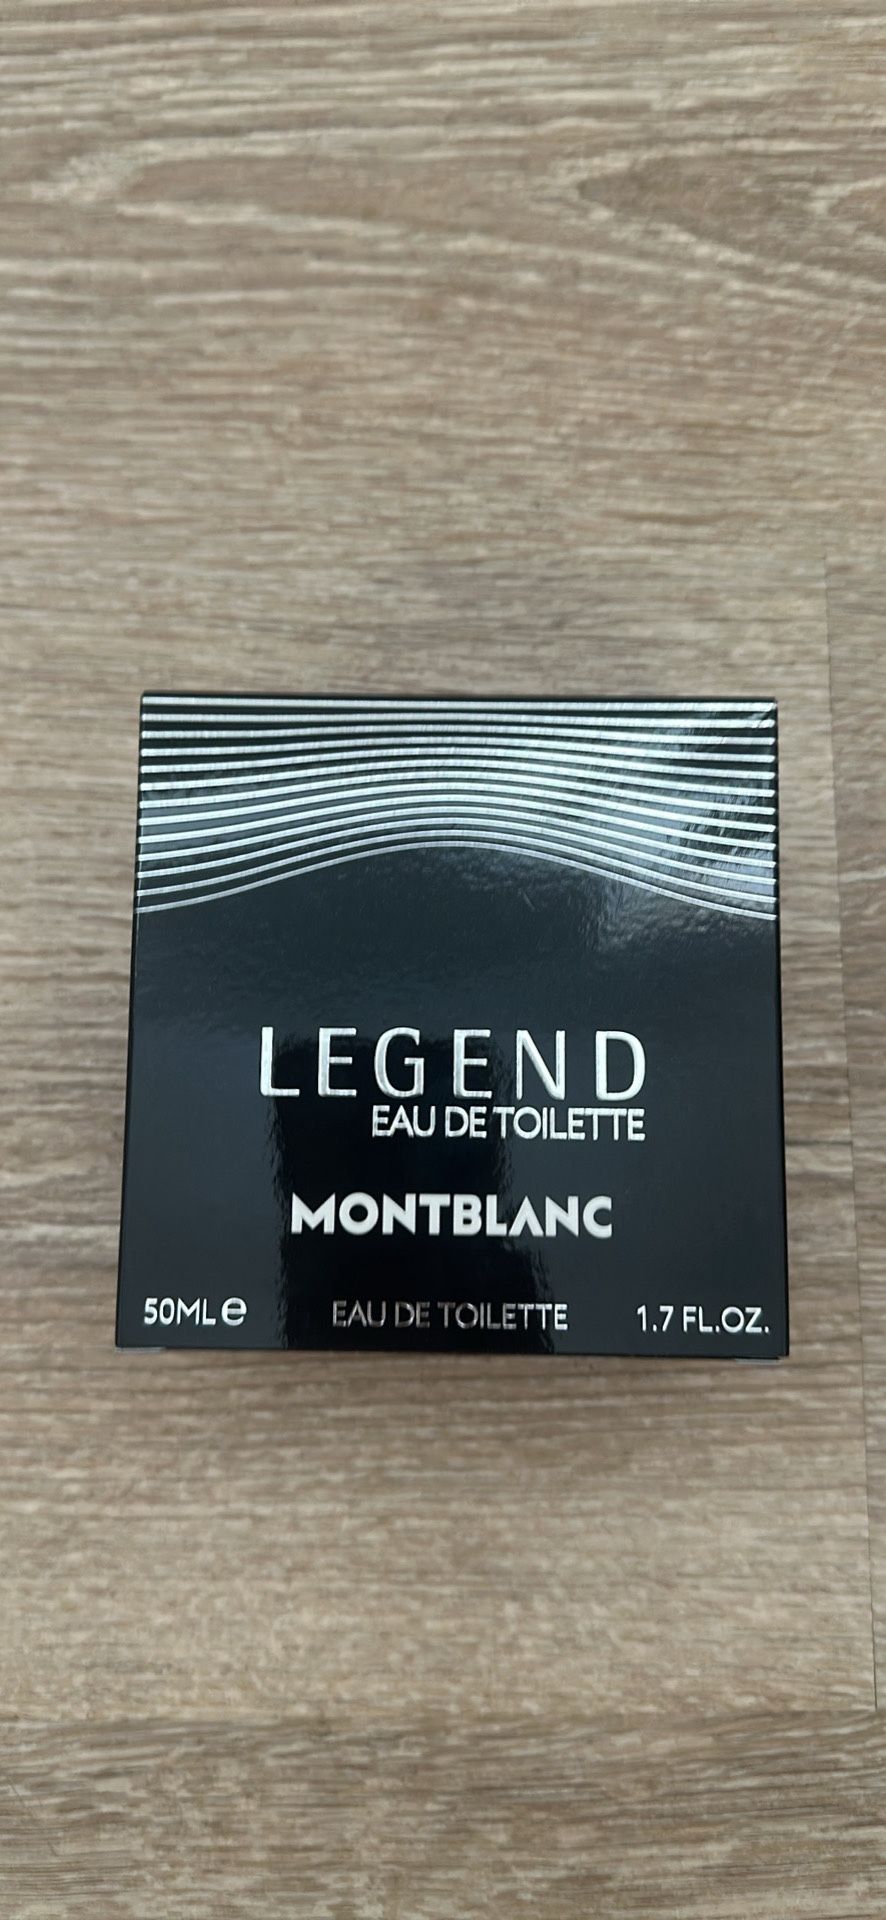 LEGEND
EAU DE TOILETTE
MONTBLANC
50ML e EAU DE TOILETTE 1.7 FL.OZ.